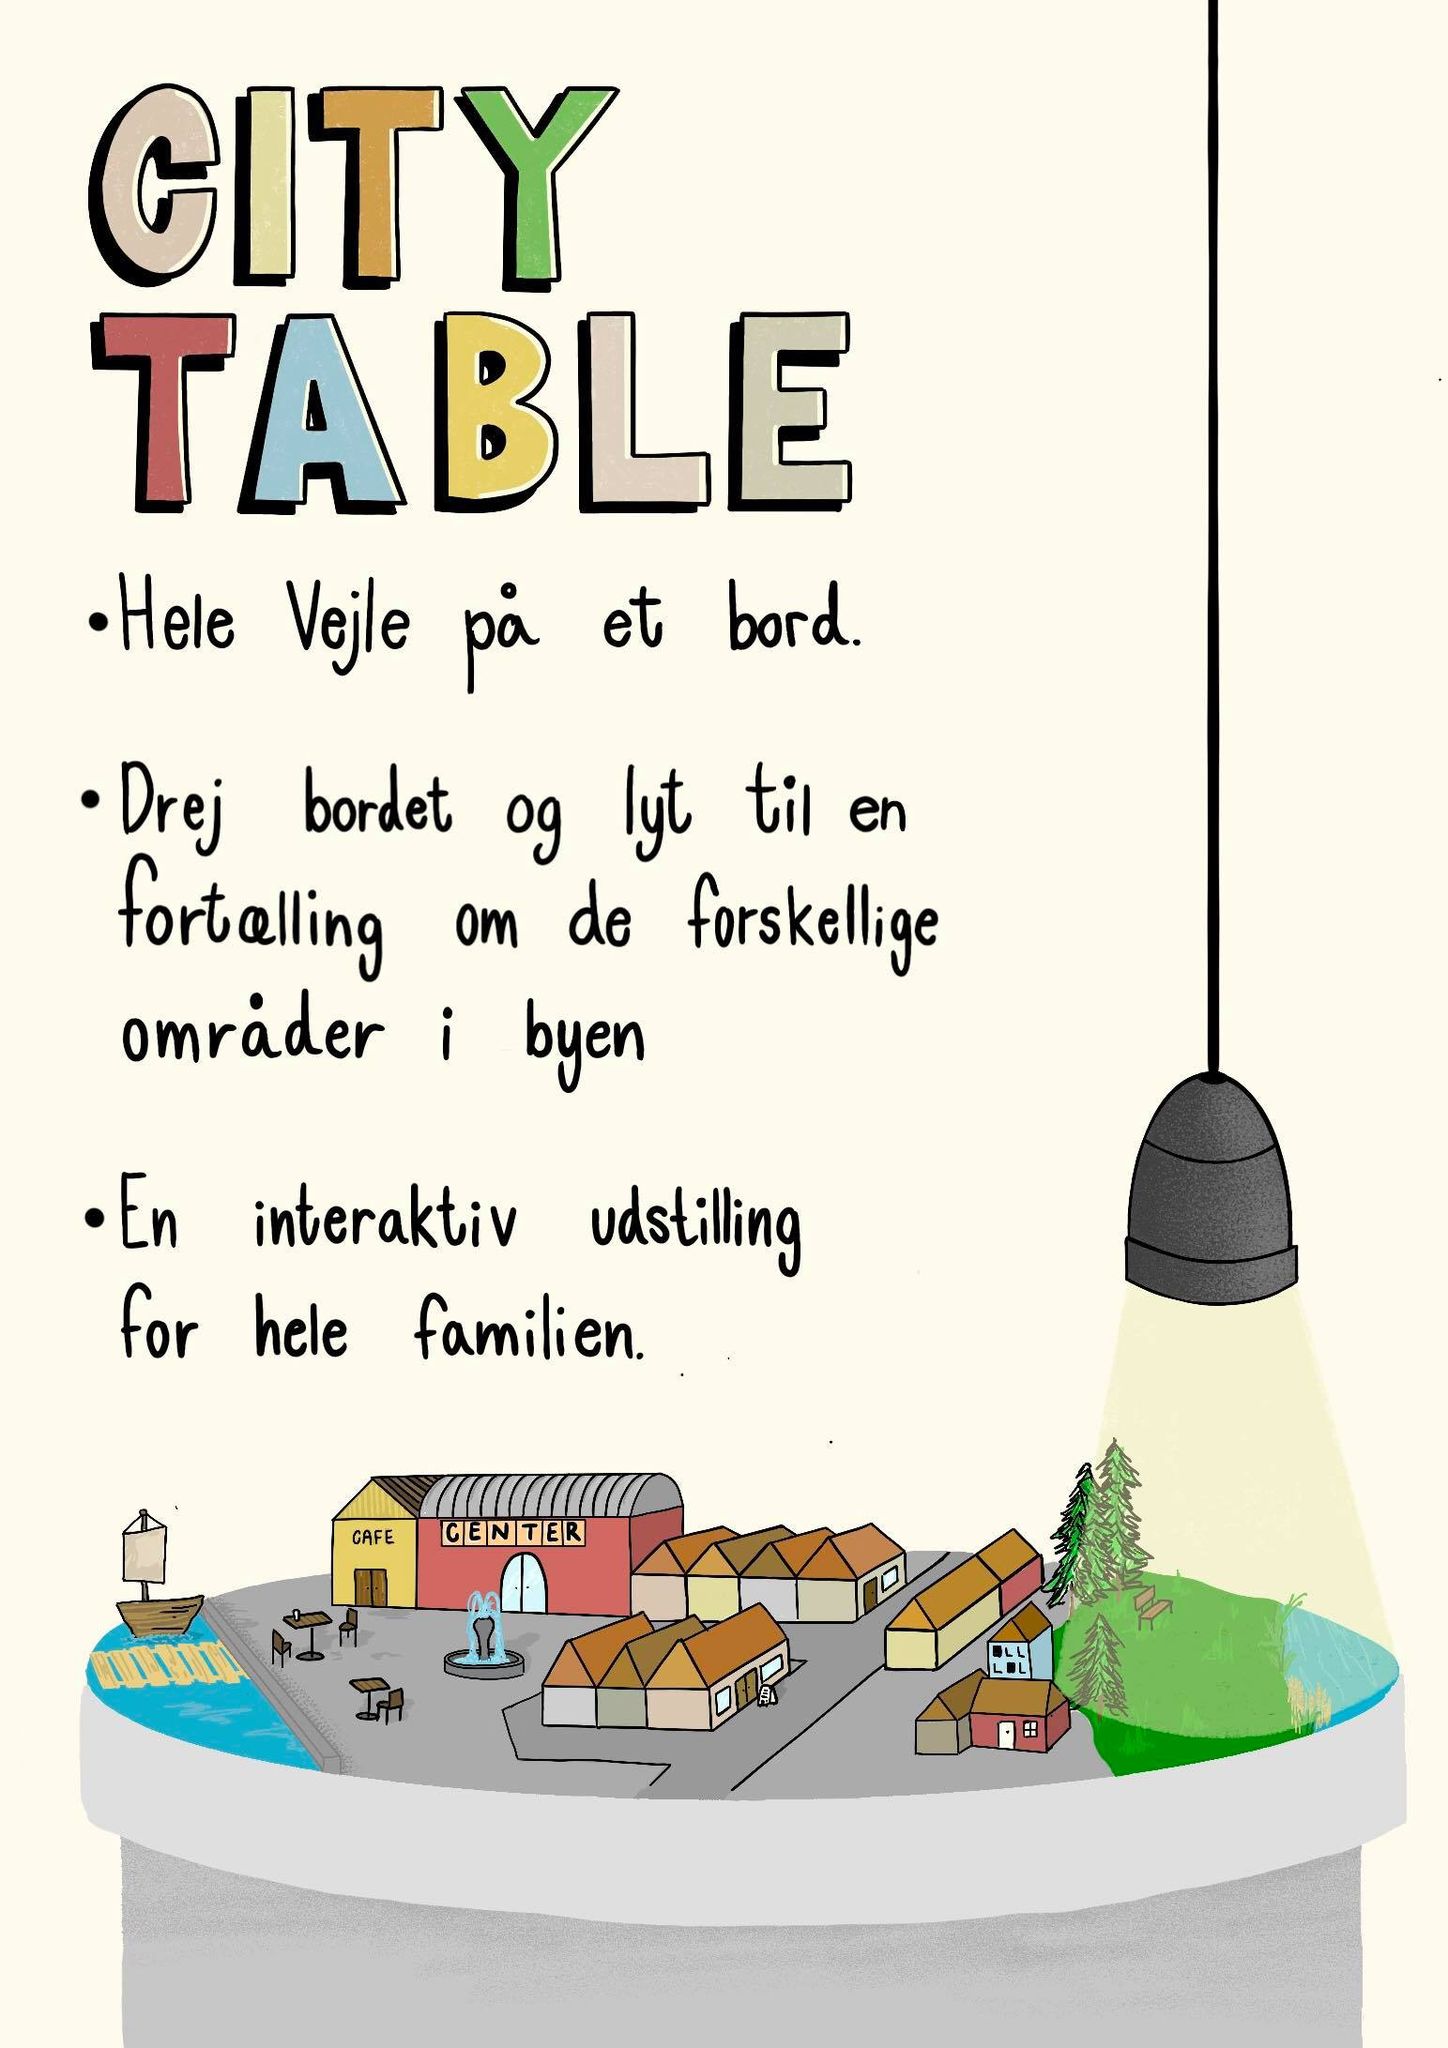 CITY
TABLE
• Hele Vejle på et bord.
• Drej bordet og lyt til en
fortælling om de forskellige
områder i byen
• En interaktiv udstilling
for hele familien.
CAFE
CENTER